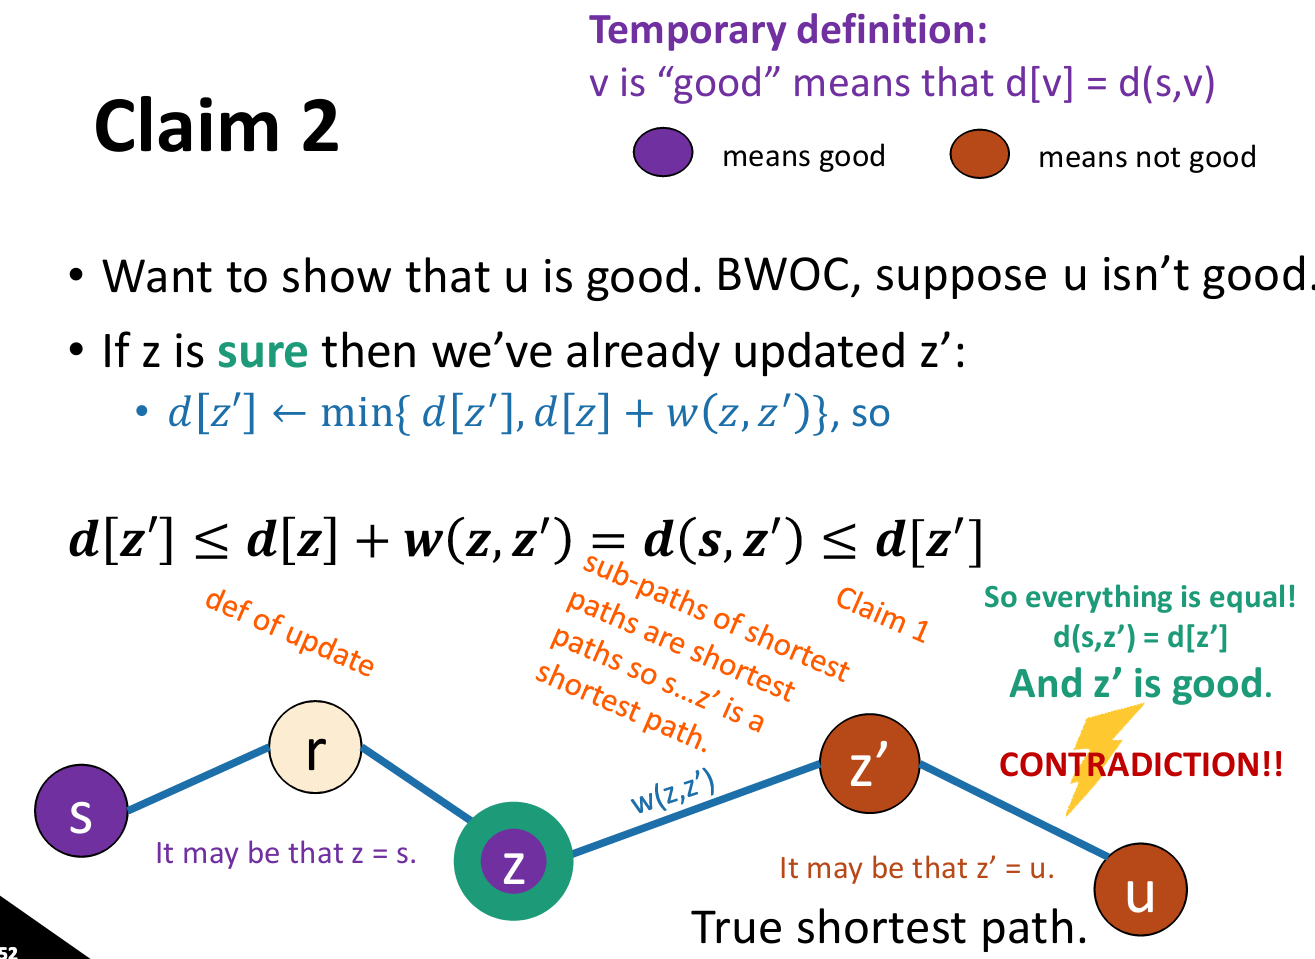 Temporary definition:
v is “good” means that d[v] = d(s,v)
Claim 2
means good
means not good
• Want to show that u is good. BWOC, suppose u isn’t good.
• If z is sure then we’ve already updated z’:
• d[z′] ← min{ d[z′], d[z] + w(z, z′)}, so
d[z′] ≤ d[z] + w(z, z′) = d(s, z′) ≤ d[z′]
def of update
sub-paths of shortest
paths are shortest
paths so s...z’ is a
shortest path.
Claim 1
So everything is equal!
d(s,z’) = d[z’]
And z’ is good.
CONTRADICTION!!
s
r
z
w(z,z’)
z’
u
It may be that z = s.
It may be that z’ = u.
True shortest path.
52